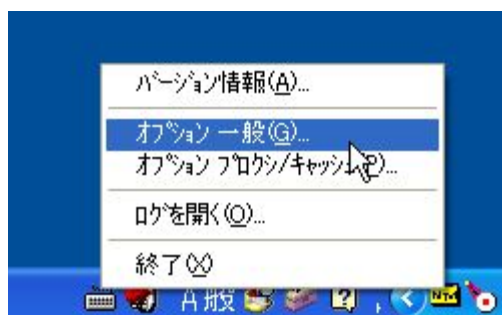 ﾊﾞｰｼﾞｮﾝ情報(A)...
ｵﾌﾟｼｮﾝ 一般(G)...
ｵﾌﾟｼｮﾝ ﾌﾟﾛｸｼ/ｷｬｯｼｭ(P)...
ﾛｸﾞを開く(O)...
終了(X)
A 般